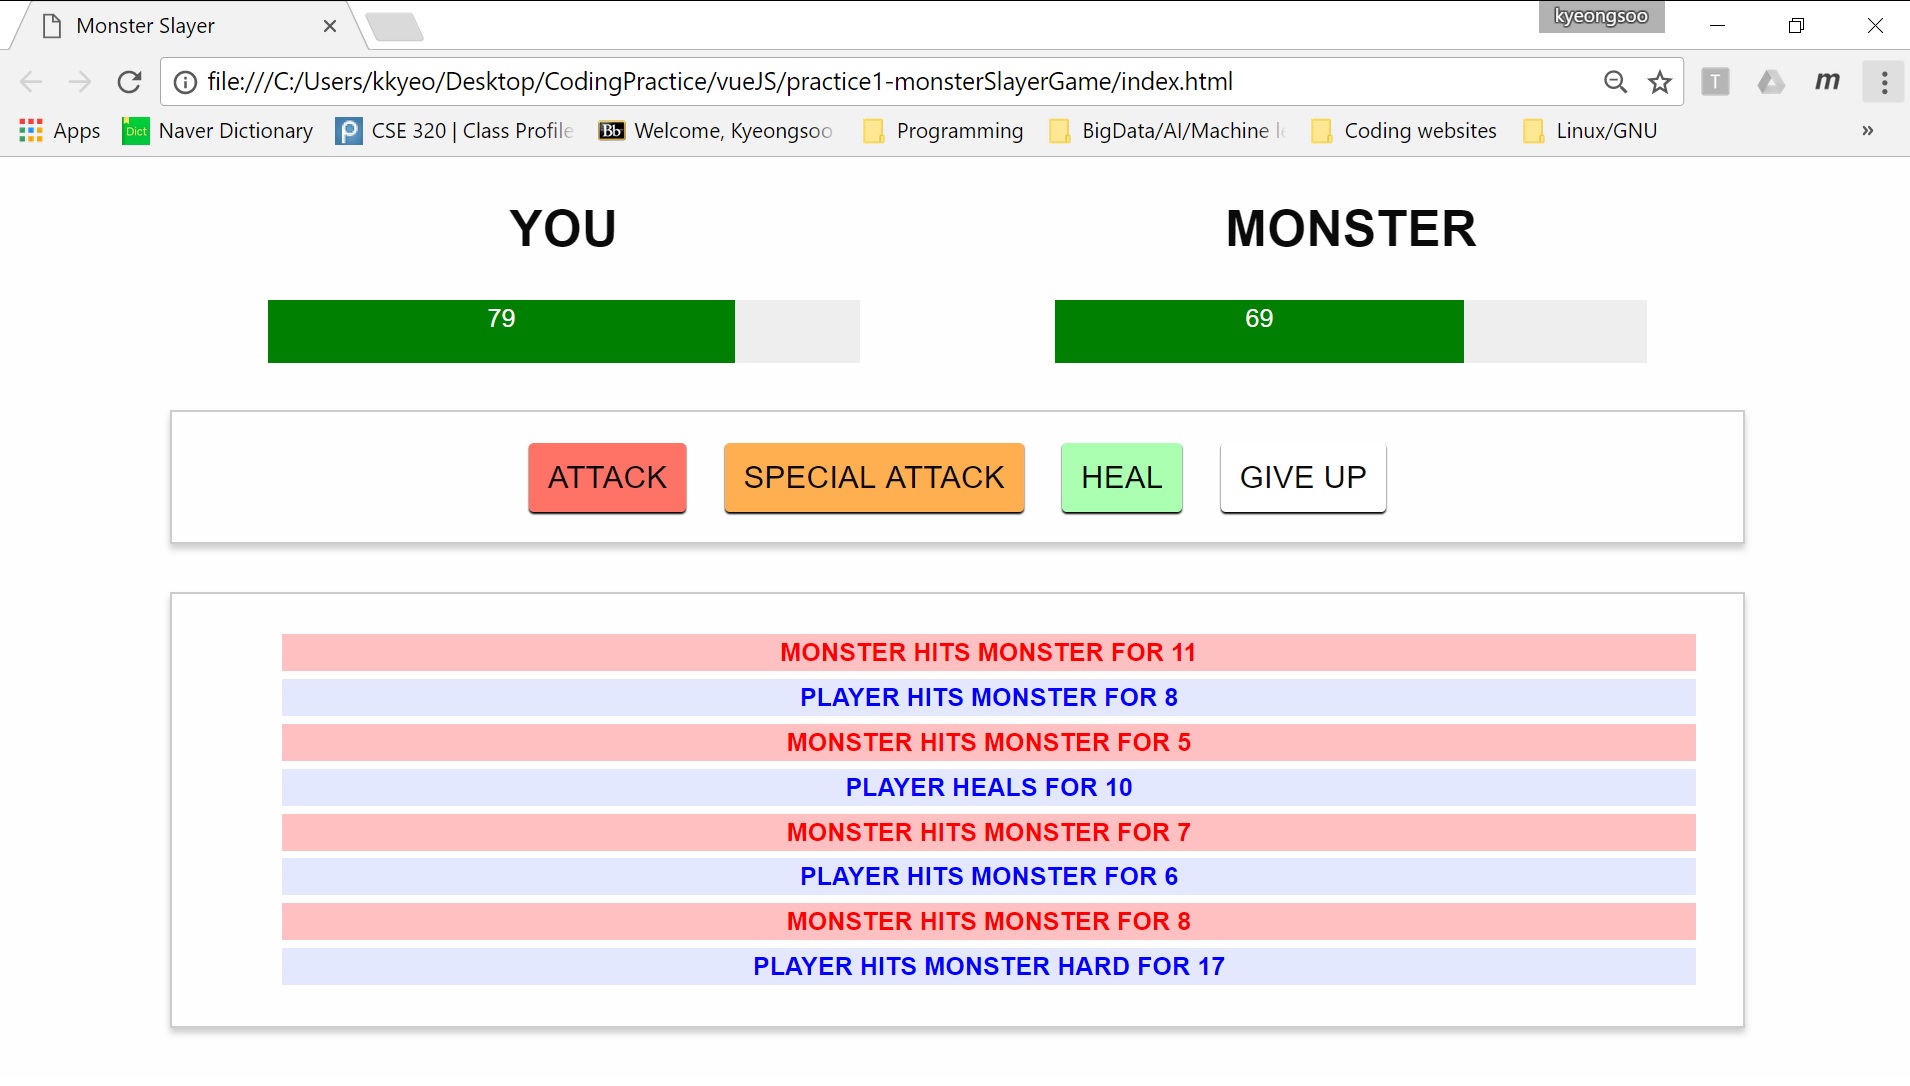 Monster Slayer
kyeongsoo
file:///C:/Users/kkyeo/Desktop/CodingPractice/vueJS/practice1-monsterSlayerGame/index.html
T
m
Apps Dict Naver Dictionary P CSE 320 | Class Profile Bb Welcome, Kyeongsoo Programming BigData/AI/Machine Coding websites Linux/GNU »
YOU MONSTER
79 69
ATTACK SPECIAL ATTACK HEAL GIVE UP
MONSTER HITS MONSTER FOR 11
PLAYER HITS MONSTER FOR 8
MONSTER HITS MONSTER FOR 5
PLAYER HEALS FOR 10
MONSTER HITS MONSTER FOR 7
PLAYER HITS MONSTER FOR 6
MONSTER HITS MONSTER FOR 8
PLAYER HITS MONSTER HARD FOR 17